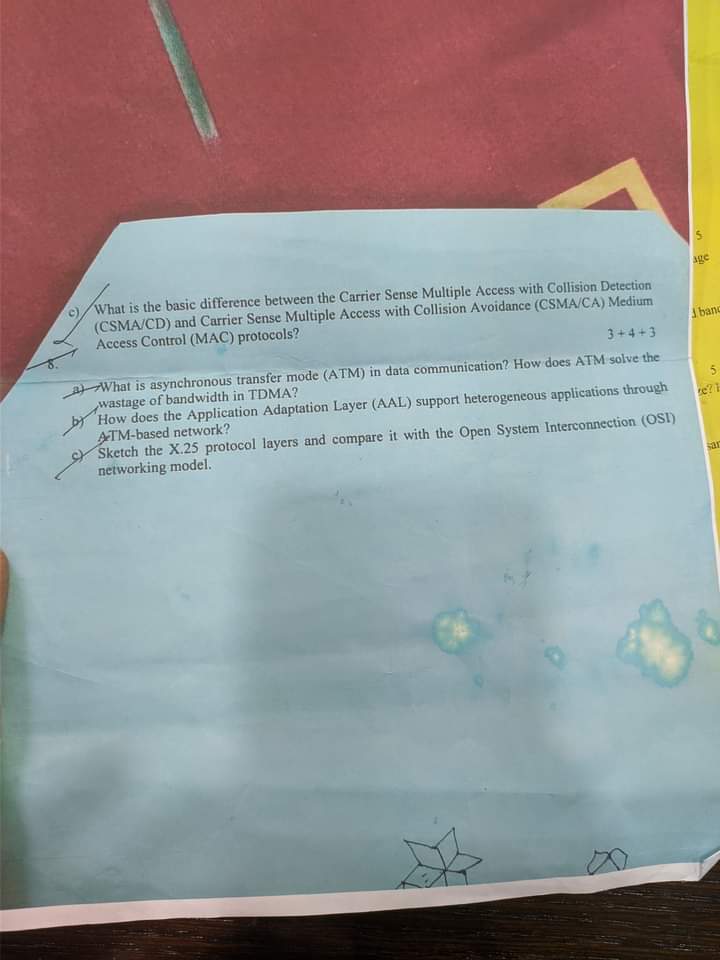 c) What is the basic difference between the Carrier Sense Multiple Access with Collision Detection
(CSMA/CD) and Carrier Sense Multiple Access with Collision Avoidance (CSMA/CA) Medium
Access Control (MAC) protocols?
3+4+3
8.
a) What is asynchronous transfer mode (ATM) in data communication? How does ATM solve the
wastage of bandwidth in TDMA?
b) How does the Application Adaptation Layer (AAL) support heterogeneous applications through
ATM-based network?
c) Sketch the X.25 protocol layers and compare it with the Open System Interconnection (OSI)
networking model.
5
age
d banc
5